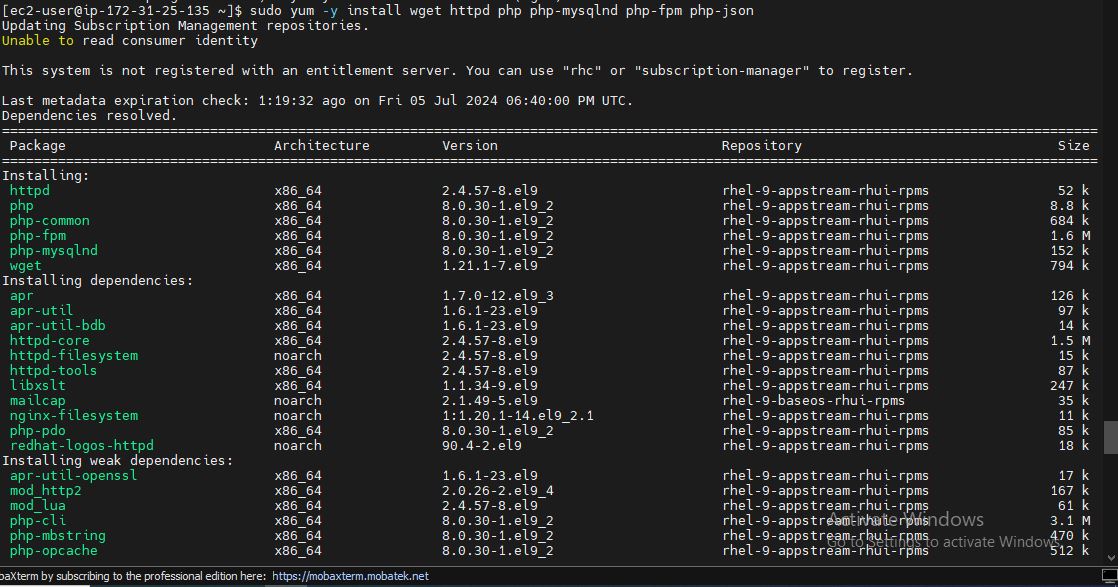 [ec2-user@ip-172-31-25-135 ~]$ sudo yum -y install wget httpd php php-mysqlnd php-fpm php-json
Updating Subscription Management repositories.
Unable to read consumer identity
This system is not registered with an entitlement server. You can use "rhc" or "subscription-manager" to register.
Last metadata expiration check: 1:19:32 ago on Fri 05 Jul 2024 06:40:00 PM UTC.
Dependencies resolved.
Package Architecture Version Repository Size
Installing:
httpd x86_64 2.4.57-8.el9 rhel-9-appstream-rhui-rpms 52 k
php x86_64 8.0.30-1.el9_2 rhel-9-appstream-rhui-rpms 8.8 k
php-common x86_64 8.0.30-1.el9_2 rhel-9-appstream-rhui-rpms 684 k
php-fpm x86_64 8.0.30-1.el9_2 rhel-9-appstream-rhui-rpms 1.6 M
php-mysqlnd x86_64 8.0.30-1.el9_2 rhel-9-appstream-rhui-rpms 152 k
wget x86_64 1.21.1-7.el9 rhel-9-appstream-rhui-rpms 794 k
Installing dependencies:
apr x86_64 1.7.0-12.el9_3 rhel-9-appstream-rhui-rpms 126 k
apr-util x86_64 1.6.1-23.el9 rhel-9-appstream-rhui-rpms 97 k
apr-util-bdb x86_64 1.6.1-23.el9 rhel-9-appstream-rhui-rpms 14 k
httpd-core x86_64 2.4.57-8.el9 rhel-9-appstream-rhui-rpms 1.5 M
httpd-filesystem noarch 2.4.57-8.el9 rhel-9-appstream-rhui-rpms 15 k
httpd-tools x86_64 2.4.57-8.el9 rhel-9-appstream-rhui-rpms 87 k
libxslt x86_64 1.1.34-9.el9 rhel-9-appstream-rhui-rpms 247 k
mailcap noarch 2.1.49-5.el9 rhel-9-baseos-rhui-rpms 35 k
nginx-filesystem noarch 1:1.20.1-14.el9_2.1 rhel-9-appstream-rhui-rpms 11 k
php-pdo x86_64 8.0.30-1.el9_2 rhel-9-appstream-rhui-rpms 85 k
redhat-logos-httpd noarch 90.4-2.el9 rhel-9-appstream-rhui-rpms 18 k
Installing weak dependencies:
apr-util-openssl x86_64 1.6.1-23.el9 rhel-9-appstream-rhui-rpms 17 k
mod_http2 x86_64 2.0.26-2.el9_4 rhel-9-appstream-rhui-rpms 167 k
mod_lua x86_64 2.4.57-8.el9 rhel-9-appstream-rhui-rpms 61 k
php-cli x86_64 8.0.30-1.el9_2 rhel-9-appstream-rhui-rpms 3.1 M
php-mbstring x86_64 8.0.30-1.el9_2 rhel-9-appstream-rhui-rpms 470 k
php-opcache x86_64 8.0.30-1.el9_2 rhel-9-appstream-rhui-rpms 512 k
Activate Windows
Go to Settings to activate Windows.
baXterm by subscribing to the professional edition here: https://mobaxterm.mobatek.net